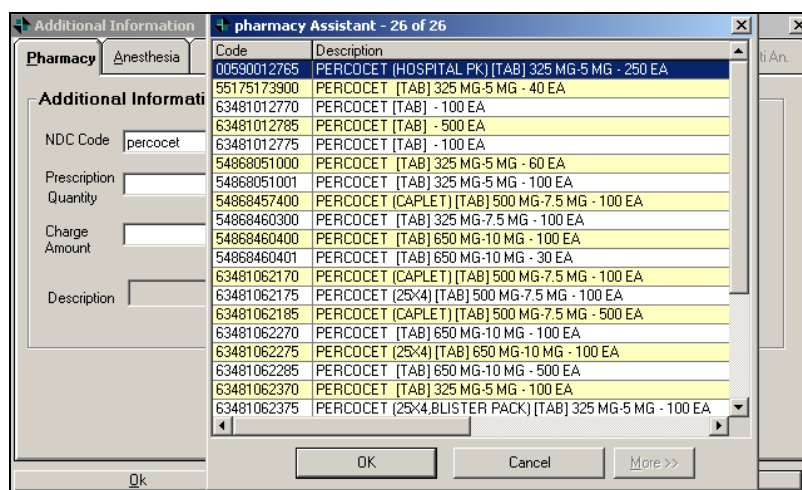 Additional Information
pharmacy Assistant - 26 of 26
Pharmacy
Anesthesia
ti An.
Additional Informati
NDC Code
percocet
Prescription
Quantity
Charge
Amount
Description
Code Description
00590012765 PERCOCET (HOSPITAL PK) [TAB] 325 MG-5 MG - 250 EA
55175173900 PERCOCET [TAB] 325 MG-5 MG - 40 EA
63481012770 PERCOCET [TAB] - 100 EA
63481012785 PERCOCET [TAB] - 500 EA
63481012775 PERCOCET [TAB] - 100 EA
54868051000 PERCOCET [TAB] 325 MG-5 MG - 60 EA
54868051001 PERCOCET [TAB] 325 MG-5 MG - 100 EA
54868457400 PERCOCET (CAPLET) [TAB] 500 MG-7.5 MG - 100 EA
54868460300 PERCOCET [TAB] 325 MG-7.5 MG - 100 EA
54868460400 PERCOCET [TAB] 650 MG-10 MG - 100 EA
54868460401 PERCOCET [TAB] 650 MG-10 MG - 30 EA
63481062170 PERCOCET (CAPLET) [TAB] 500 MG-7.5 MG - 100 EA
63481062175 PERCOCET (25X4) [TAB] 500 MG-7.5 MG - 100 EA
63481062185 PERCOCET (CAPLET) [TAB] 500 MG-7.5 MG - 500 EA
63481062270 PERCOCET [TAB] 650 MG-10 MG - 100 EA
63481062275 PERCOCET (25X4) [TAB] 650 MG-10 MG - 100 EA
63481062285 PERCOCET [TAB] 650 MG-10 MG - 500 EA
63481062370 PERCOCET [TAB] 325 MG-5 MG - 100 EA
63481062375 PERCOCET (25X4,BLISTER PACK) [TAB] 325 MG-5 MG - 100 EA
OK
Cancel
More >>
Ok